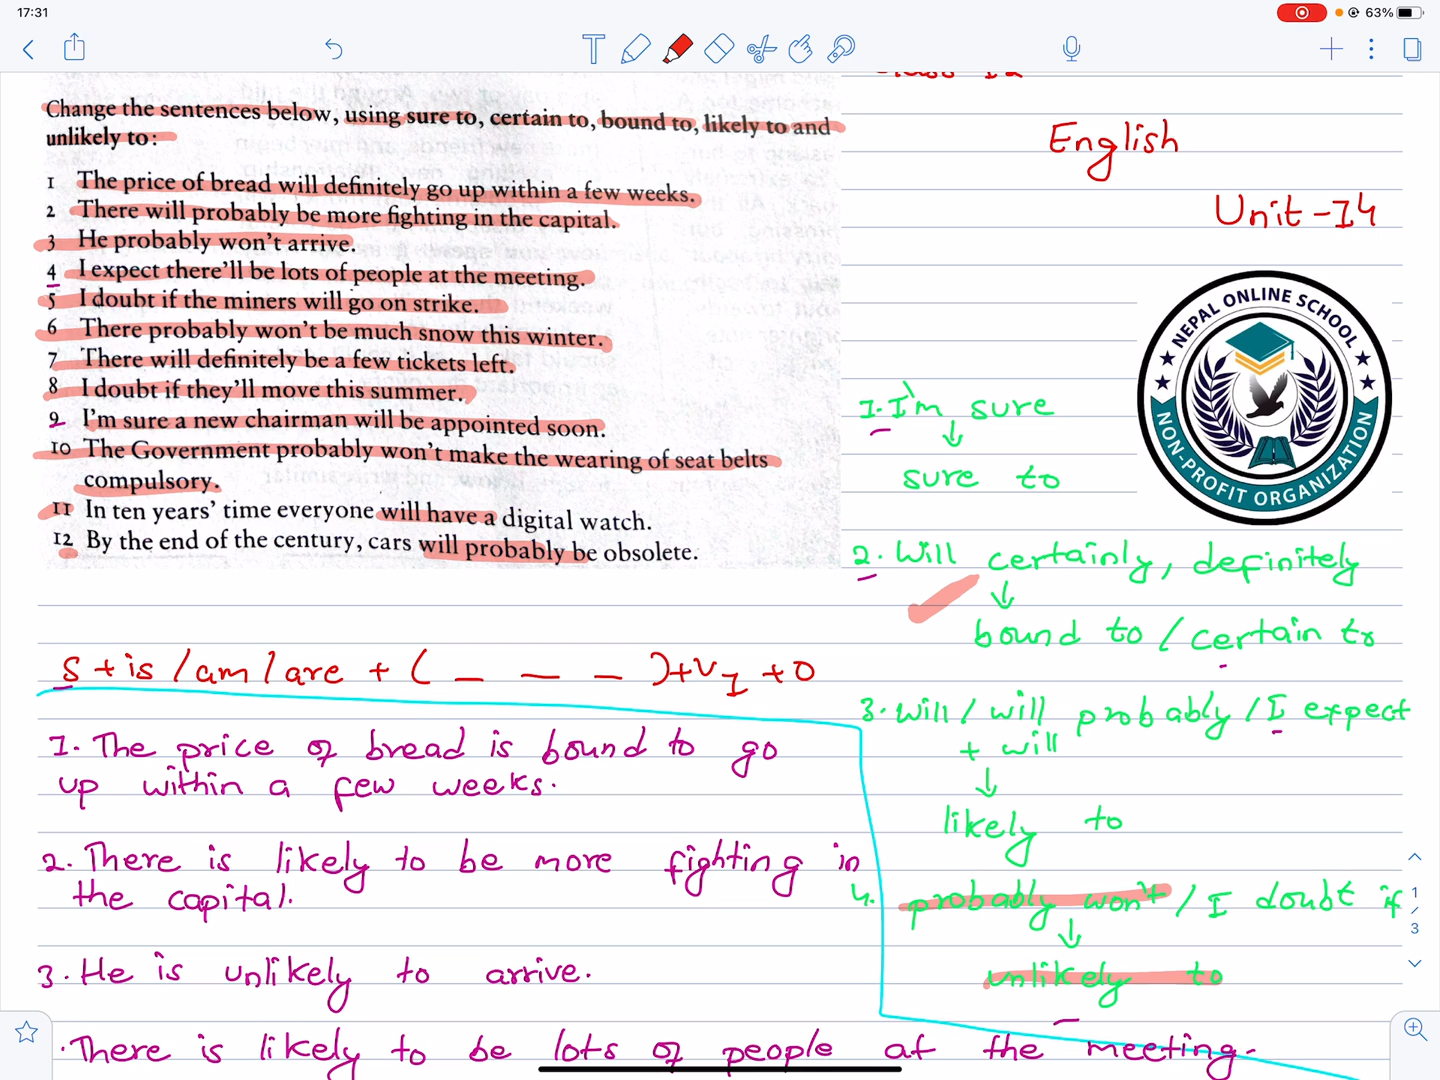 17:31
63%
Class 12
Change the sentences below, using sure to, certain to, bound to, likely to and
unlikely to:
1 The price of bread will definitely go up within a few weeks.
2 There will probably be more fighting in the capital.
3 He probably won't arrive.
4 I expect there'll be lots of people at the meeting.
5 I doubt if the miners will go on strike.
6 There probably won't be much snow this winter.
7 There will definitely be a few tickets left.
8 I doubt if they'll move this summer.
9 I'm sure a new chairman will be appointed soon.
10 The Government probably won't make the wearing of seat belts
compulsory.
11 In ten years' time everyone will have a digital watch.
12 By the end of the century, cars will probably be obsolete.
English
Unit-14
NEPAL ONLINE SCHOOL
NON-PROFIT ORGANIZATION
1. I'm sure
↓
sure to
2. Will certainly, definitely
↓
bound to / certain to
3. Will / will probably / I expect
+ will
↓
likely to
4. probably won't / I doubt if
↓
unlikely to
S + is / am / are + ( _ _ _ ) + V1 + O
1. The price of bread is bound to go
up within a few weeks.
2. There is likely to be more fighting in
the capital.
3. He is unlikely to arrive.
.There is likely to be lots of people at the meeting.
1
/
3